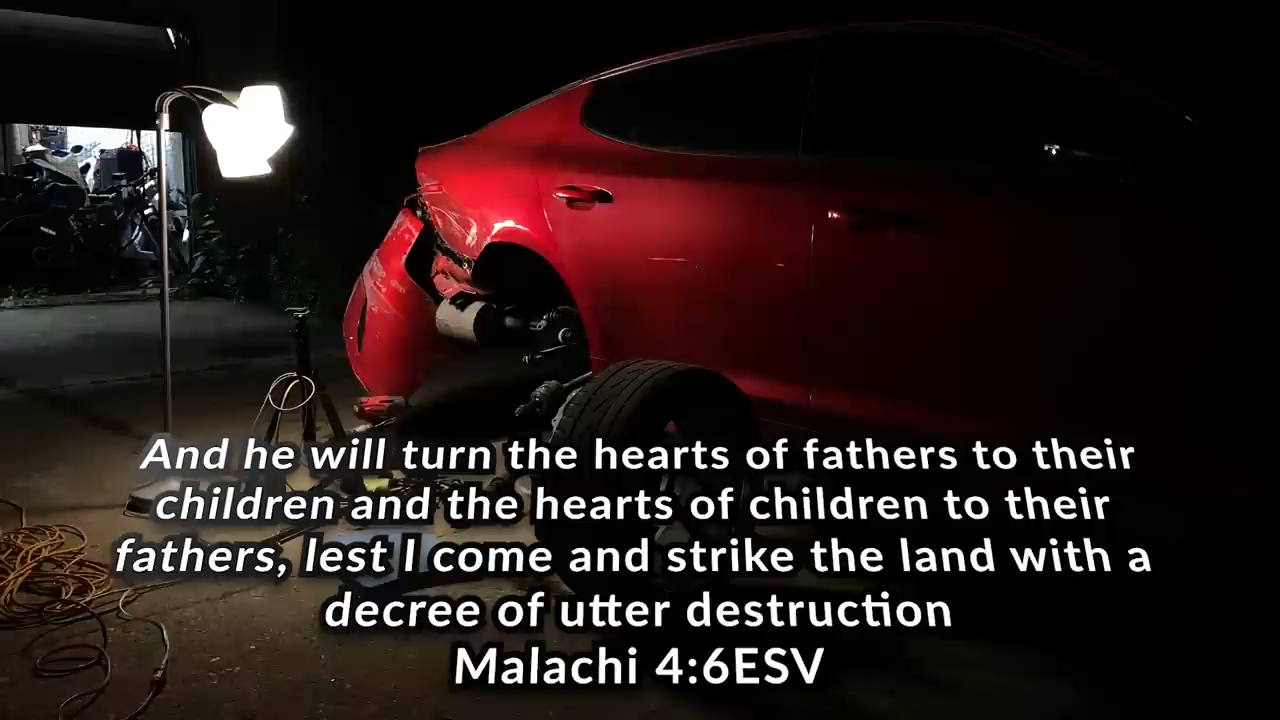 And he will turn the hearts of fathers to their
children and the hearts of children to their
fathers, lest I come and strike the land with a
decree of utter destruction
Malachi 4:6ESV